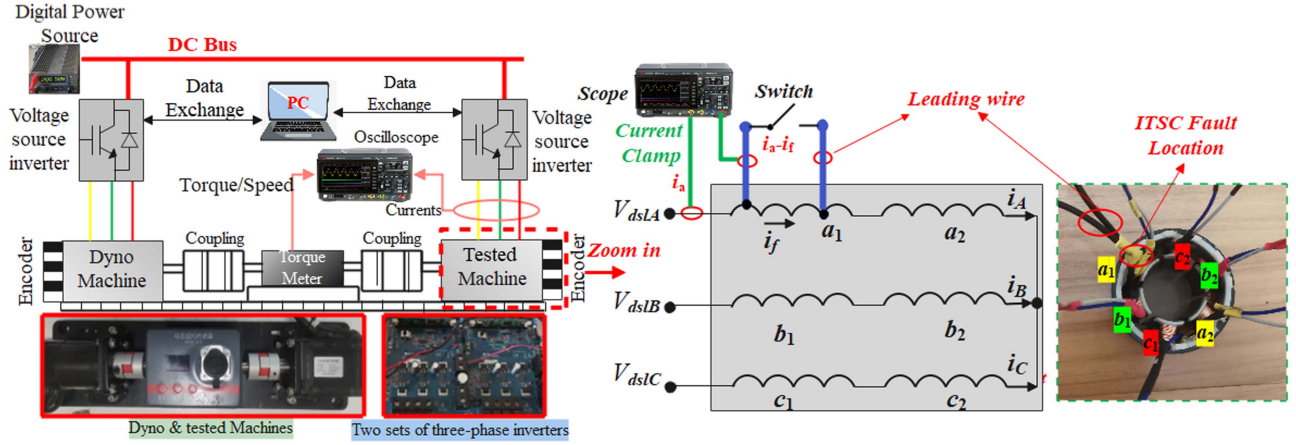 Digital Power
Source
DC Bus
Data
Exchange
PC
Data
Exchange
Voltage
source
inverter
Oscilloscope
Voltage
source
inverter
Torque/Speed
Currents
Encoder
Dyno
Machine
Coupling
Torque
Meter
Coupling
Tested
Machine
Encoder
Zoom in
Dyno & tested Machines
Two sets of three-phase inverters
Scope
Switch
Leading wire
ITSC Fault
Location
Current
Clamp
ia-if
ia
VdslA
if
a1
a2
iA
VdslB
b1
b2
iB
VdslC
c1
c2
iC
a1
c2
b2
b1
c1
a2